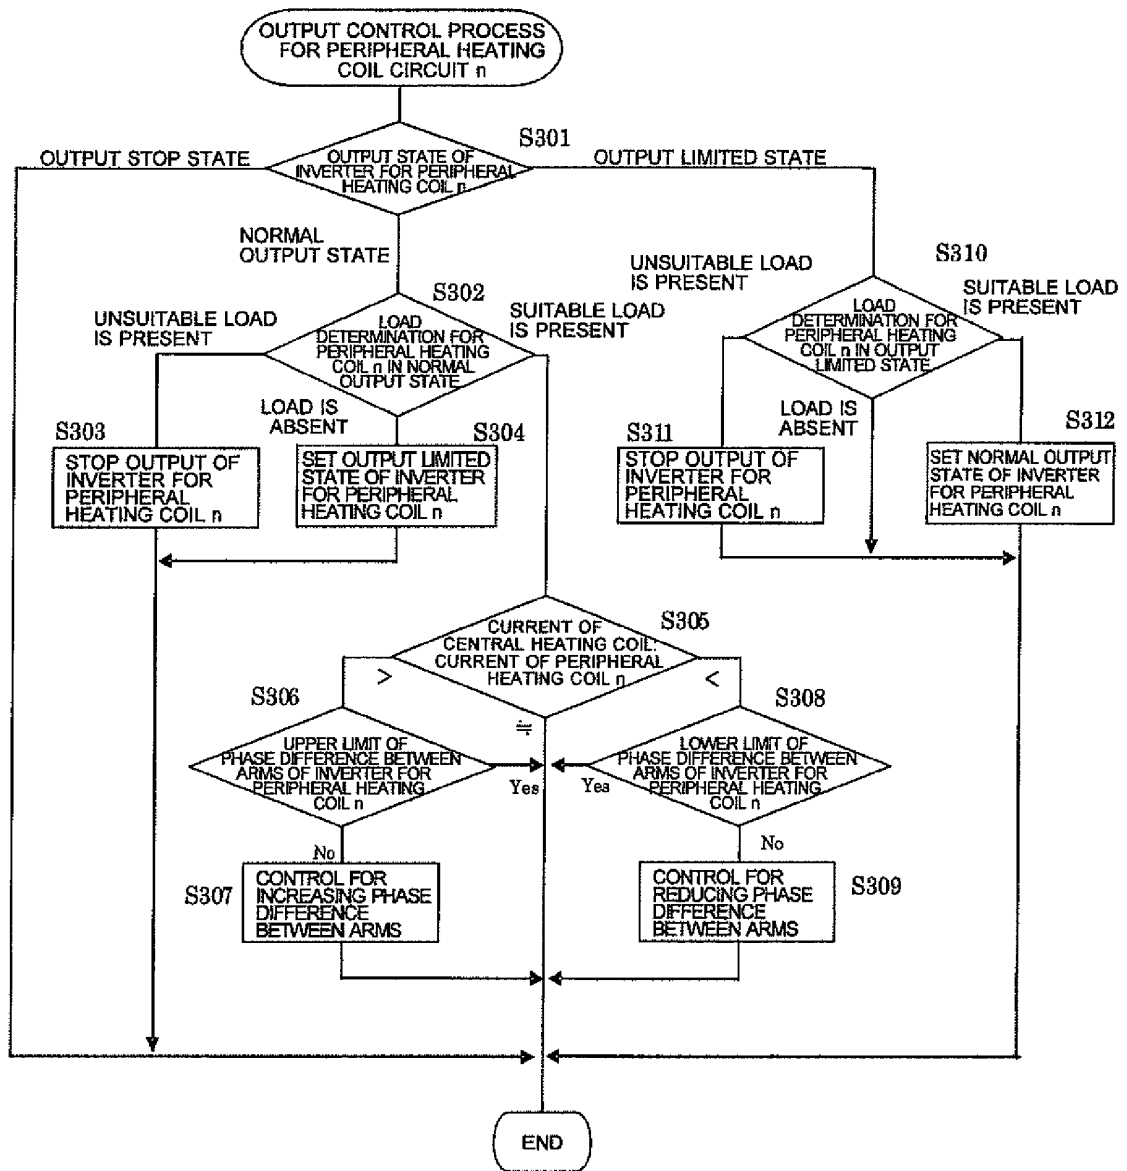 OUTPUT CONTROL PROCESS
FOR PERIPHERAL HEATING
COIL CIRCUIT n
S301
OUTPUT STOP STATE
OUTPUT STATE OF
INVERTER FOR PERIPHERAL
HEATING COIL n
OUTPUT LIMITED STATE
NORMAL
OUTPUT STATE
S302
UNSUITABLE LOAD
IS PRESENT
SUITABLE LOAD
IS PRESENT
LOAD
DETERMINATION FOR
PERIPHERAL HEATING
COIL n IN NORMAL
OUTPUT STATE
LOAD IS
ABSENT
S303
STOP OUTPUT OF
INVERTER FOR
PERIPHERAL
HEATING COIL n
S304
SET OUTPUT LIMITED
STATE OF INVERTER
FOR PERIPHERAL
HEATING COIL n
S310
UNSUITABLE LOAD
IS PRESENT
SUITABLE LOAD
IS PRESENT
LOAD
DETERMINATION FOR
PERIPHERAL HEATING
COIL n IN OUTPUT
LIMITED STATE
LOAD IS
ABSENT
S311
STOP OUTPUT OF
INVERTER FOR
PERIPHERAL
HEATING COIL n
S312
SET NORMAL OUTPUT
STATE OF INVERTER
FOR PERIPHERAL
HEATING COIL n
S305
CURRENT OF
CENTRAL HEATING COIL:
CURRENT OF PERIPHERAL
HEATING COIL n
>
≒
<
S306
UPPER LIMIT OF
PHASE DIFFERENCE BETWEEN
ARMS OF INVERTER FOR
PERIPHERAL HEATING
COIL n
Yes
No
S307
CONTROL FOR
INCREASING PHASE
DIFFERENCE
BETWEEN ARMS
S308
LOWER LIMIT OF
PHASE DIFFERENCE BETWEEN
ARMS OF INVERTER FOR
PERIPHERAL HEATING
COIL n
Yes
No
S309
CONTROL FOR
REDUCING PHASE
DIFFERENCE
BETWEEN ARMS
END